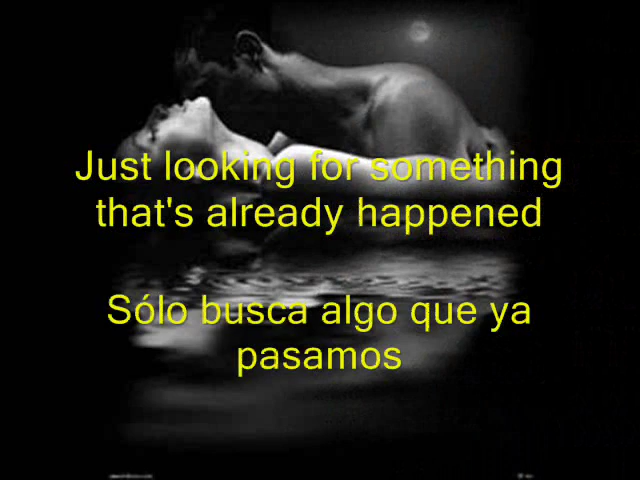 Just looking for something
that's already happened
Sólo busca algo que ya
pasamos